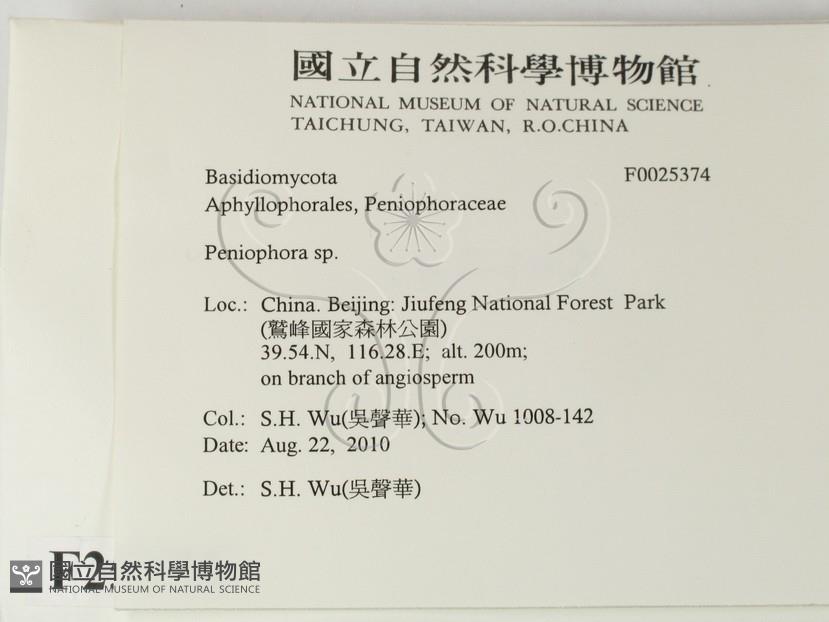 國立自然科學博物館
NATIONAL MUSEUM OF NATURAL SCIENCE
TAICHUNG, TAIWAN, R.O.CHINA
Basidiomycota F0025374
Aphyllophorales, Peniophoraceae
Peniophora sp.
Loc.: China. Beijing: Jiufeng National Forest Park
(鷲峰國家森林公園)
39.54.N, 116.28.E; alt. 200m;
on branch of angiosperm
Col.: S.H. Wu(吳聲華); No. Wu 1008-142
Date: Aug. 22, 2010
Det.: S.H. Wu(吳聲華)
F2
國立自然科學博物館
NATIONAL MUSEUM OF NATURAL SCIENCE